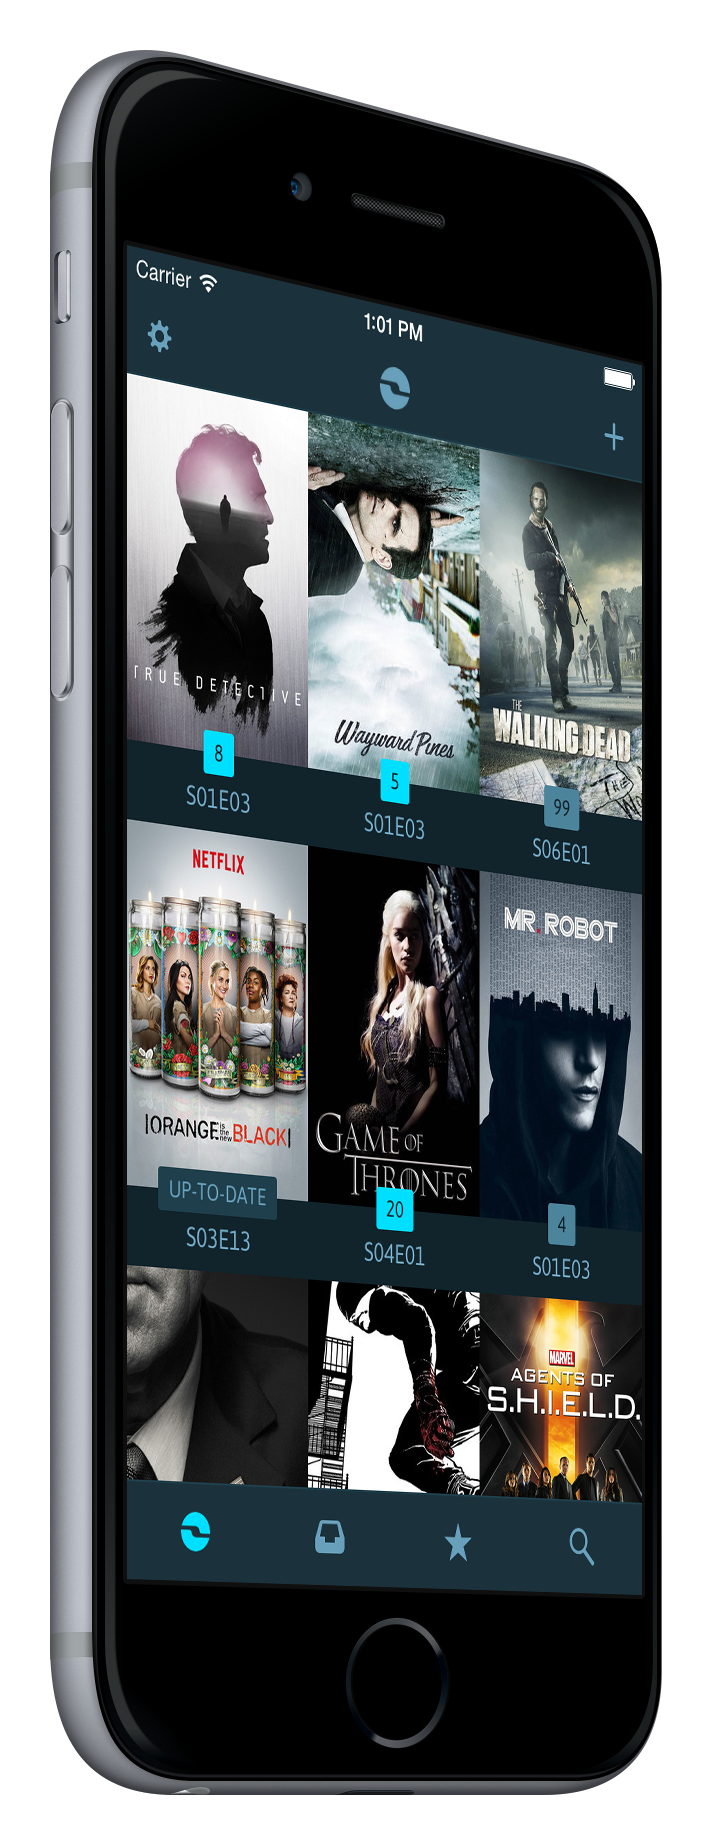 Carrier
1:01 PM
TRUE DETECTIVE
Wayward Pines
THE
WALKING DEAD
8
5
99
S01E03
S01E03
S06E01
NETFLIX
MR. ROBOT
ORANGE is the new BLACK
GAME OF
THRONES
UP-TO-DATE
20
4
S03E13
S04E01
S01E03
MARVEL
AGENTS OF
S.H.I.E.L.D.